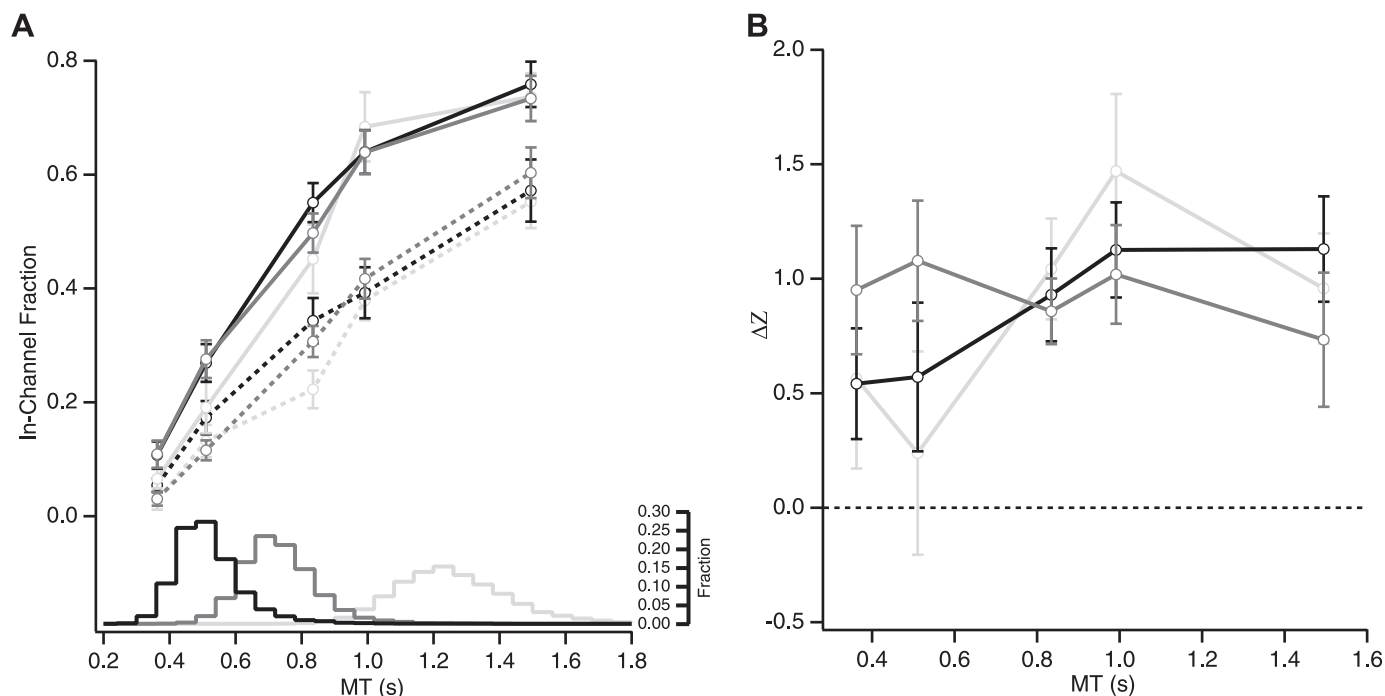 A
B
In-Channel Fraction
0.8
0.6
0.4
0.2
0.0
0.30
0.25
0.20
0.15
0.10
0.05
0.00
Fraction
0.2 0.4 0.6 0.8 1.0 1.2 1.4 1.6 1.8
MT (s)
ΔZ
2.0
1.5
1.0
0.5
0.0
-0.5
0.4 0.6 0.8 1.0 1.2 1.4 1.6
MT (s)